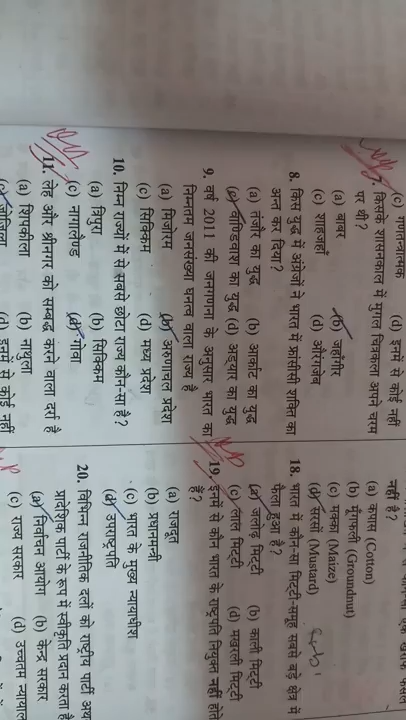 (c) गणतन्त्रात्मक (d) इनमें से कोई नहीं
7. किसके शासनकाल में मुगल चित्रकला अपने चरम
पर थी?
(a) बाबर (b) जहाँगीर
(c) शाहजहाँ (d) औरंगजेब
8. किस युद्ध में अंग्रेजों ने भारत में फ्रांसीसी शक्ति का
अन्त कर दिया?
(a) तंजौर का युद्ध (b) आर्काट का युद्ध
(c) वाण्डिवाश का युद्ध (d) अड्यार का युद्ध
9. वर्ष 2011 की जनगणना के अनुसार भारत का
निम्नतम जनसंख्या घनत्व वाला राज्य है
(a) मिजोरम (b) अरुणाचल प्रदेश
(c) सिक्किम (d) मध्य प्रदेश
10. निम्न राज्यों में से सबसे छोटा राज्य कौन-सा है?
(a) त्रिपुरा (b) सिक्किम
(c) नागालैण्ड (d) गोवा
11. लेह और श्रीनगर को सम्बद्ध करने वाला दर्रा है
(a) शिपकीला (b) नाथुला
(c) जोजिला (d) इनमें से कोई नहीं
नहीं है?
(a) कपास (Cotton)
(b) मूंगफली (Groundnut)
(c) मक्का (Maize)
(d) सरसों (Mustard)
18. भारत में कौन-सा मिट्टी-समूह सबसे बड़े क्षेत्र में
फैला हुआ है?
(a) जलोढ़ मिट्टी (b) काली मिट्टी
(c) लाल मिट्टी (d) मखरली मिट्टी
19. इनमें से कौन भारत के राष्ट्रपति नियुक्त नहीं होते
हैं?
(a) राजदूत
(b) प्रधानमन्त्री
(c) भारत के मुख्य न्यायाधीश
(d) उपराष्ट्रपति
20. विभिन्न राजनीतिक दलों को राष्ट्रीय पार्टी अथ
प्रादेशिक पार्टी के रूप में स्वीकृति प्रदान करता है
(a) निर्वाचन आयोग (b) केन्द्र सरकार
(c) राज्य सरकार (d) उच्चतम न्यायाल